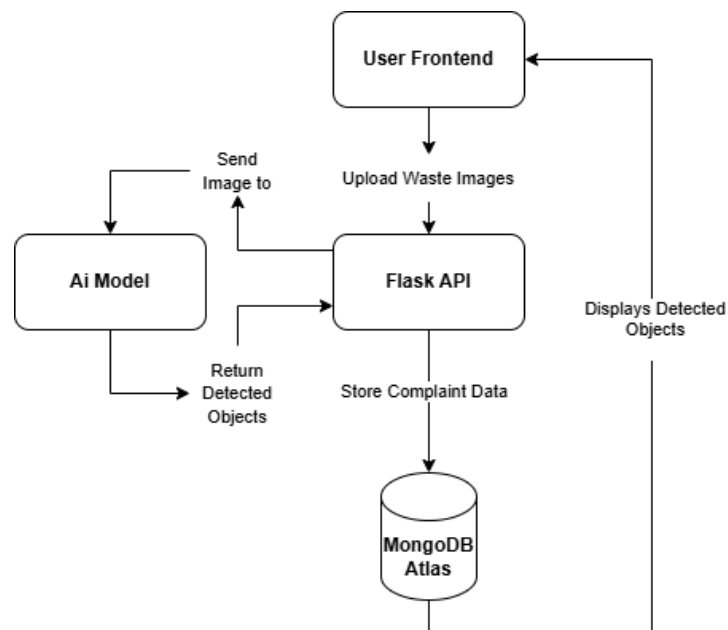 User Frontend
Send
Image to
Upload Waste Images
Ai Model
Flask API
Displays Detected
Objects
Return
Detected
Objects
Store Complaint Data
MongoDB
Atlas